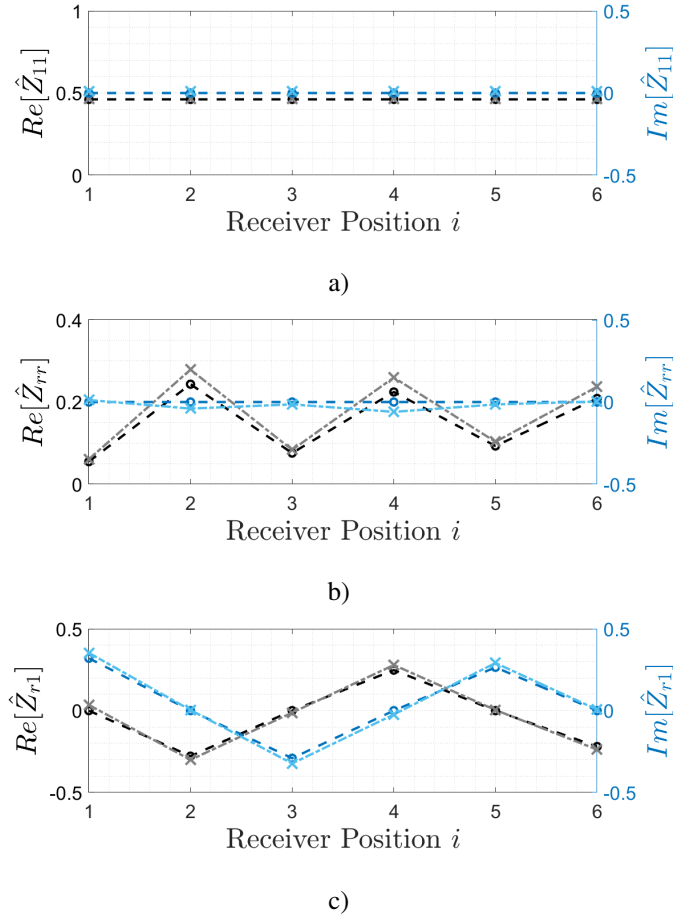 1
0.5
0.5
0
0
-0.5
Re[Ẑ₁₁]
Im[Ẑ₁₁]
1 2 3 4 5 6
Receiver Position i
a)
0.4
0.5
0.2
0
0
-0.5
Re[Ẑᵣᵣ]
Im[Ẑᵣᵣ]
1 2 3 4 5 6
Receiver Position i
b)
0.5
0.5
0
0
-0.5
-0.5
Re[Ẑᵣ₁]
Im[Ẑᵣ₁]
1 2 3 4 5 6
Receiver Position i
c)